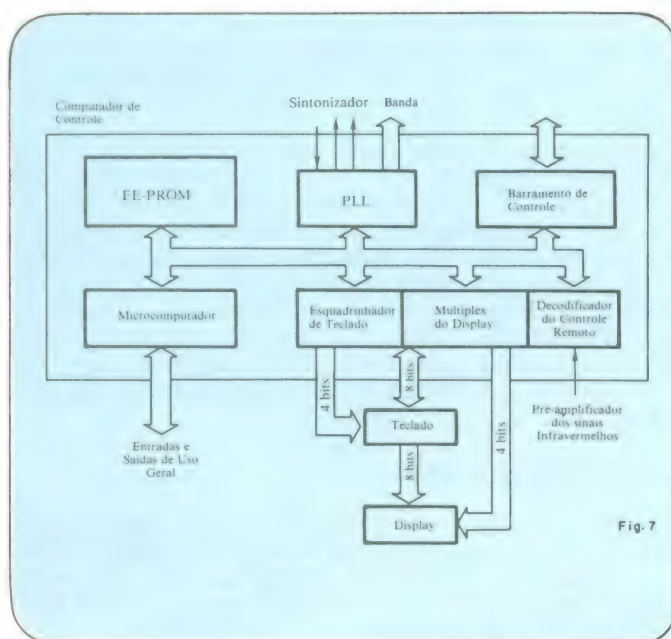 Computador de
Controle
Sintonizador
Banda
FE-PROM
PLL
Barramento de
Controle
Microcomputador
Esquadrinhador
de Teclado
Multiplex
do Display
Decodificador
do Controle
Remoto
4 bits
8 bits
4 bits
Entradas e
Saídas de Uso
Geral
Teclado
Pré-amplificador
dos sinais
Infravermelhos
8 bits
Display
Fig. 7